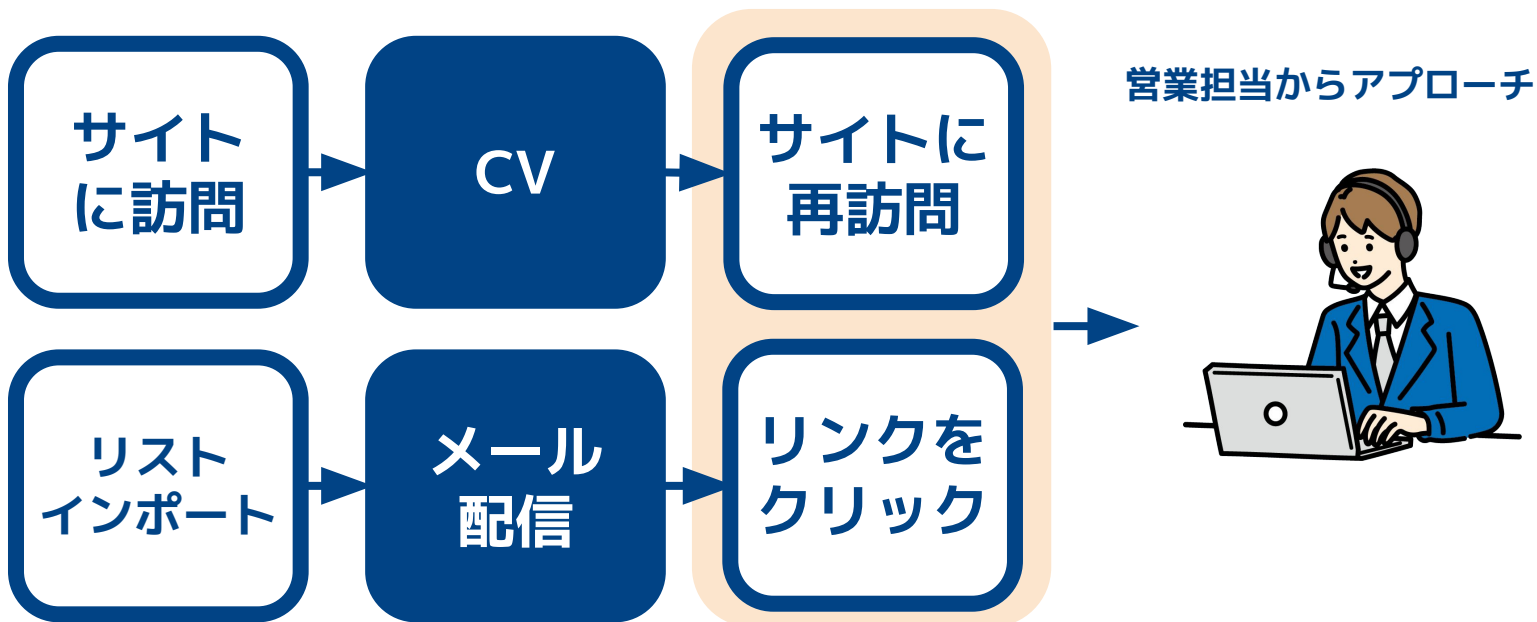 サイト
に訪問
CV
サイトに
再訪問
営業担当からアプローチ
リスト
インポート
メール
配信
リンクを
クリック